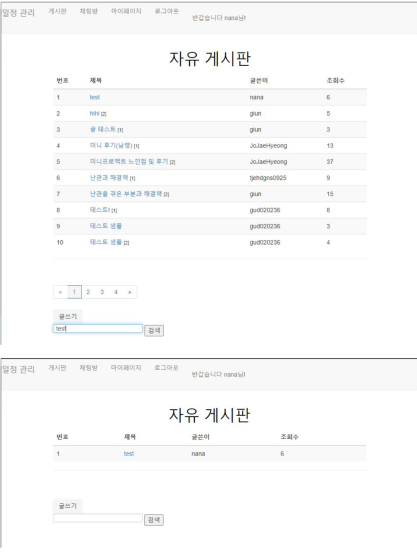 일정 관리 게시판 채팅방 마이페이지 로그아웃 반갑습니다 nana님!
자유 게시판
번호 제목 글쓴이 조회수
1 test nana 6
2 hihi [2] giun 5
3 글 테스트 [1] giun 3
4 미니 후기(남행) [1] JoJaeHyeong 13
5 미니프로젝트 느낀점 및 후기 [2] JoJaeHyeong 37
6 난관과 해결책 [1] tjehdgns0925 9
7 난관을 겪은 부분과 해결책 [2] giun 15
8 테스트! [1] gud020236 8
9 테스트 샘플 gud020236 3
10 테스트 샘플 [2] gud020236 4
« 1 2 3 4 »
글쓰기
test 검색
일정 관리 게시판 채팅방 마이페이지 로그아웃 반갑습니다 nana님!
자유 게시판
번호 제목 글쓴이 조회수
1 test nana 6
글쓰기
검색